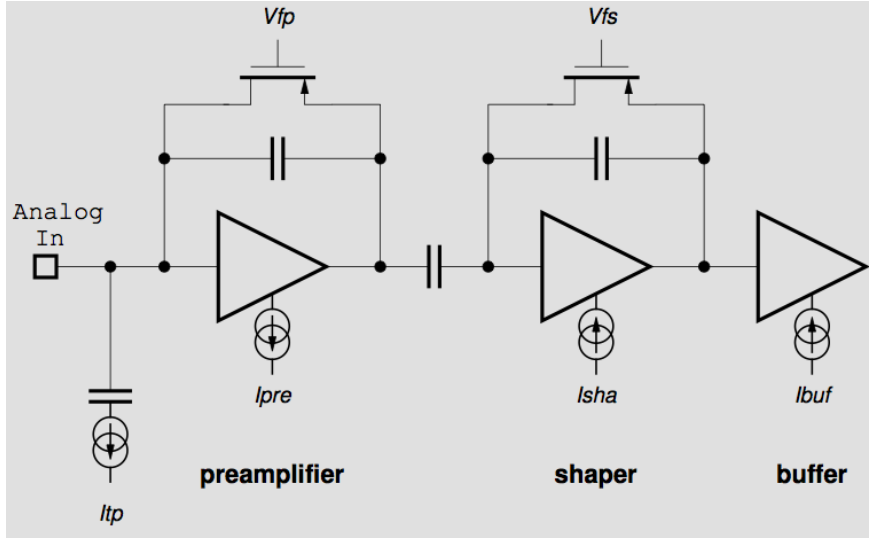 Vfp
Vfs
Analog
In
Ipre
Isha
Ibuf
preamplifier
shaper
buffer
Itp